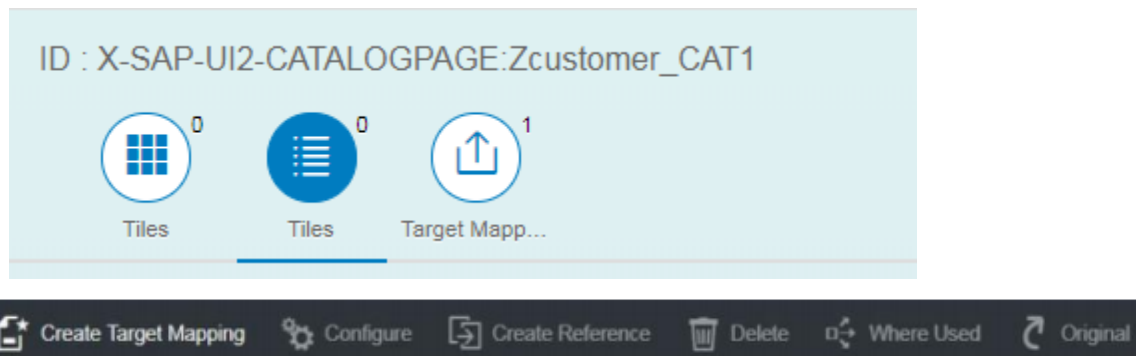 ID : X-SAP-UI2-CATALOGPAGE:Zcustomer_CAT1
0 0 1
Tiles Tiles Target Mapp...
Create Target Mapping Configure Create Reference Delete Where Used Original